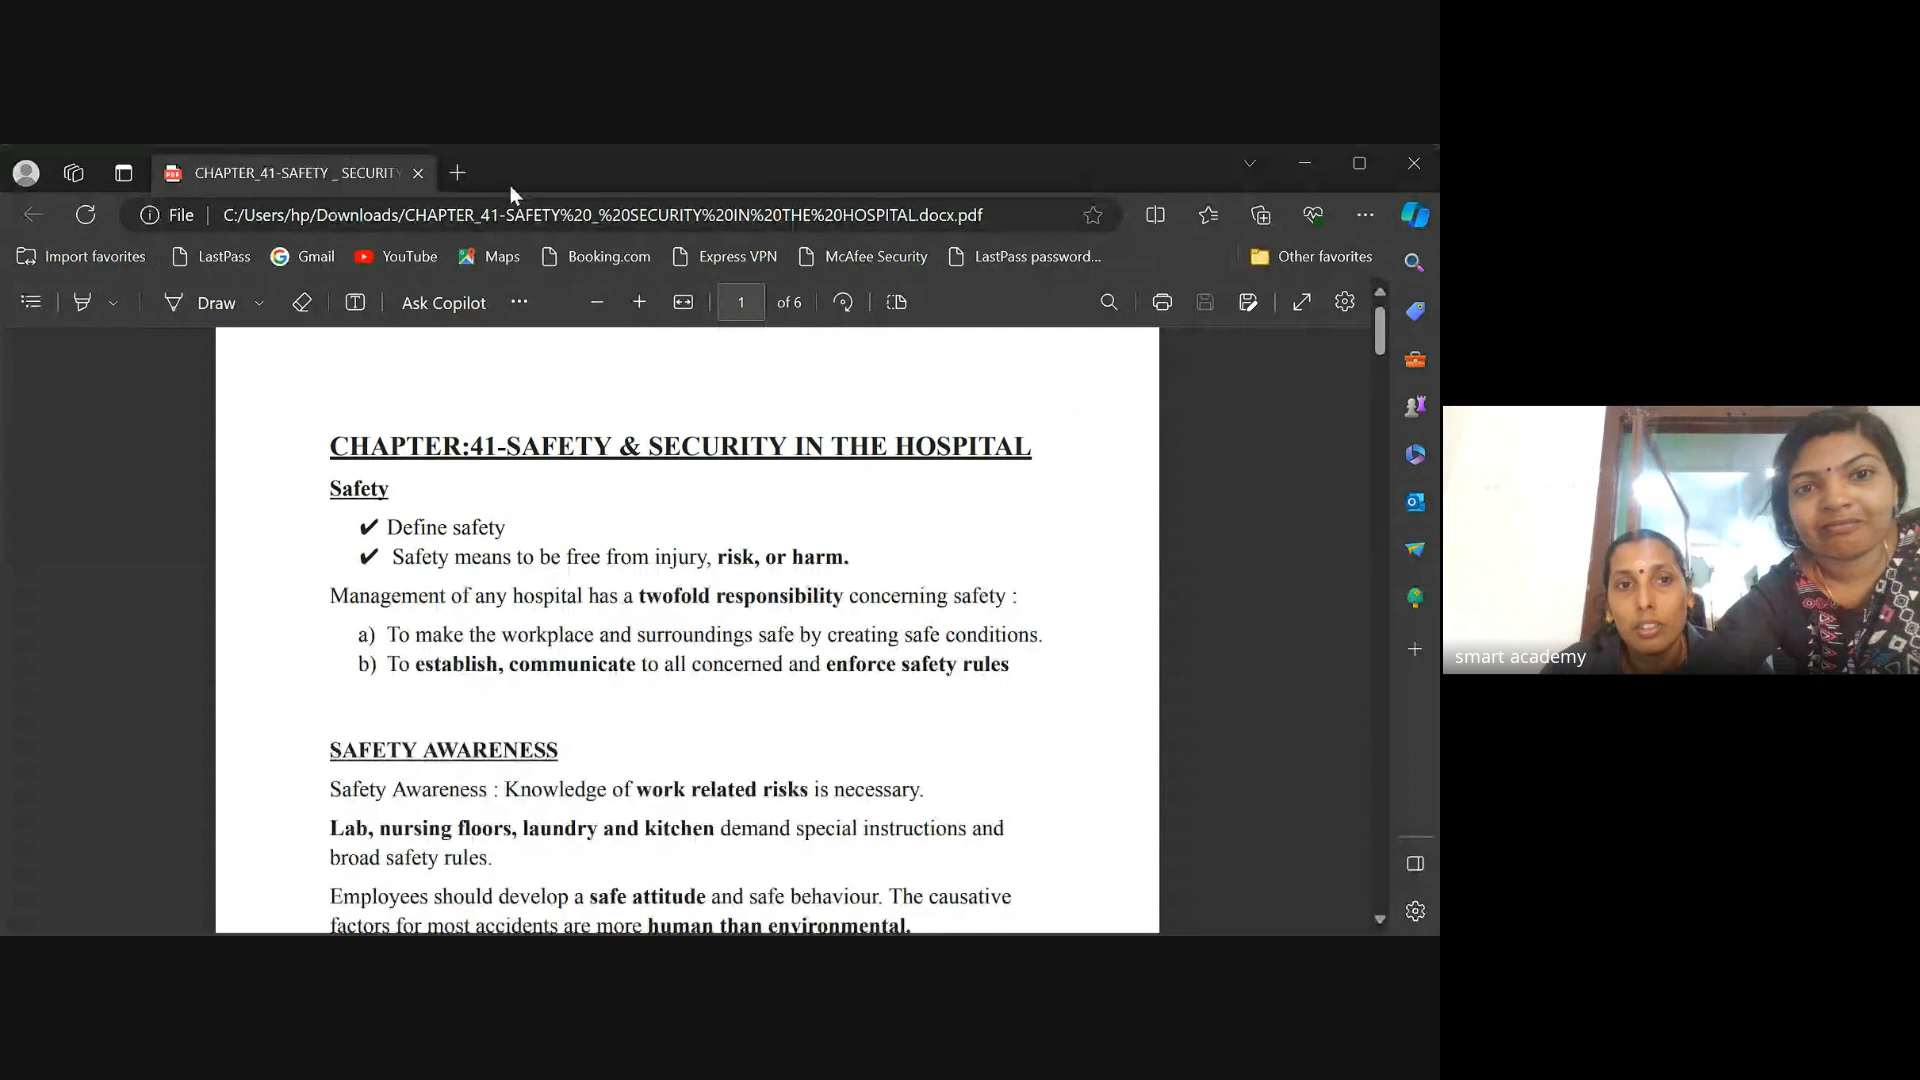 CHAPTER_41-SAFETY _ SECURITY
File C:/Users/hp/Downloads/CHAPTER_41-SAFETY%20_%20SECURITY%20IN%20THE%20HOSPITAL.docx.pdf
Import favorites LastPass Gmail YouTube Maps Booking.com Express VPN McAfee Security LastPass password... Other favorites
Draw Ask Copilot 1 of 6
CHAPTER:41-SAFETY & SECURITY IN THE HOSPITAL
Safety
✔ Define safety
✔ Safety means to be free from injury, risk, or harm.
Management of any hospital has a twofold responsibility concerning safety :
a) To make the workplace and surroundings safe by creating safe conditions.
b) To establish, communicate to all concerned and enforce safety rules
SAFETY AWARENESS
Safety Awareness : Knowledge of work related risks is necessary.
Lab, nursing floors, laundry and kitchen demand special instructions and
broad safety rules.
Employees should develop a safe attitude and safe behaviour. The causative
factors for most accidents are more human than environmental.
smart academy